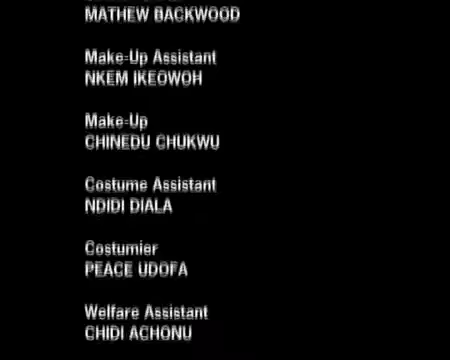 MATHEW BACKWOOD
Make-Up Assistant
NKEM IKEOWOH
Make-Up
CHINEDU CHUKWU
Costume Assistant
NDIDI DIALA
Costumier
PEACE UDOFA
Welfare Assistant
CHIDI ACHONU